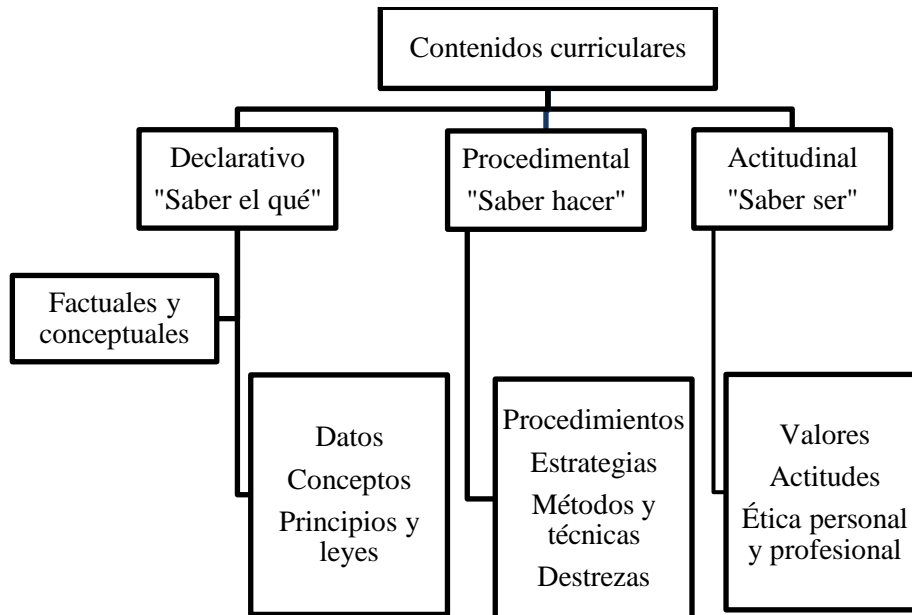 Contenidos curriculares
Declarativo
"Saber el qué"
Procedimental
"Saber hacer"
Actitudinal
"Saber ser"
Factuales y
conceptuales
Datos
Conceptos
Principios y
leyes
Procedimientos
Estrategias
Métodos y
técnicas
Destrezas
Valores
Actitudes
Ética personal
y profesional